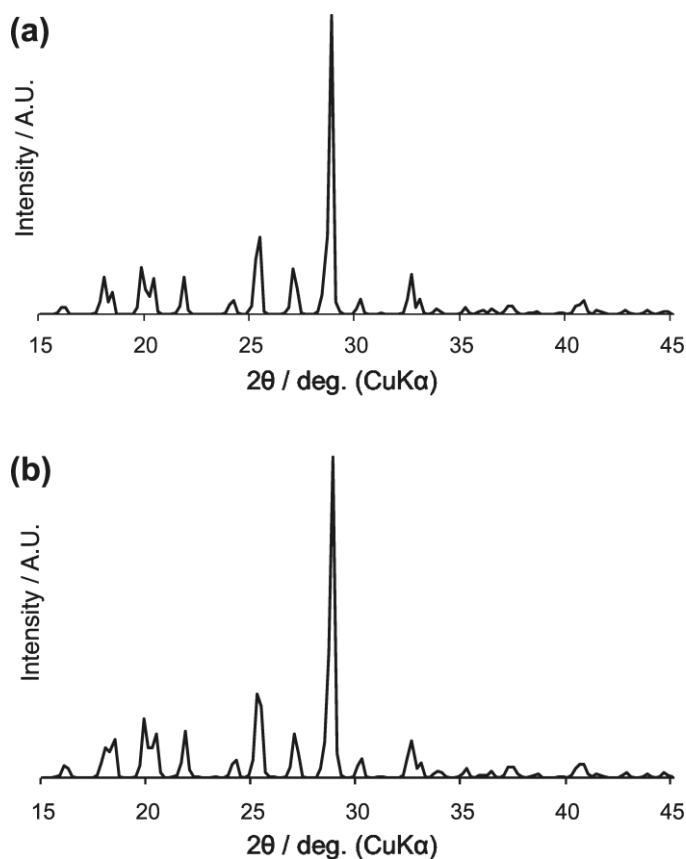 (a)
Intensity / A.U.
15 20 25 30 35 40 45
2θ / deg. (CuKα)
(b)
Intensity / A.U.
15 20 25 30 35 40 45
2θ / deg. (CuKα)